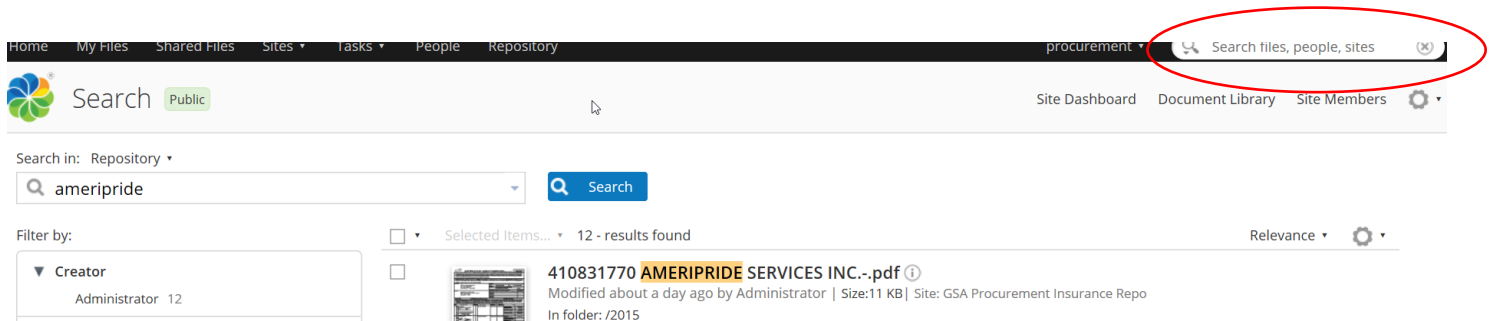 Home My Files Shared Files Sites Tasks People Repository procurement Search files, people, sites
Search Public Site Dashboard Document Library Site Members
Search in: Repository
ameripride Search
Filter by: Selected Items... 12 - results found Relevance
Creator
Administrator 12
410831770 AMERIPRIDE SERVICES INC.-.pdf
Modified about a day ago by Administrator | Size:11 KB| Site: GSA Procurement Insurance Repo
In folder: /2015